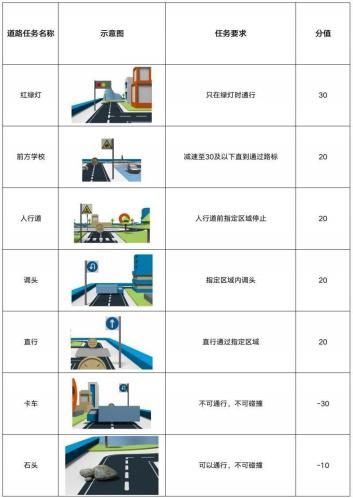 道路任务名称 示意图 任务要求 分值
红绿灯 只在绿灯时通行 30
前方学校 减速至30及以下直到通过路标 20
人行道 人行道前指定区域停止 20
调头 指定区域内调头 20
直行 直行通过指定区域 20
卡车 不可通行，不可碰撞 -30
石头 可以通行，不可碰撞 -10